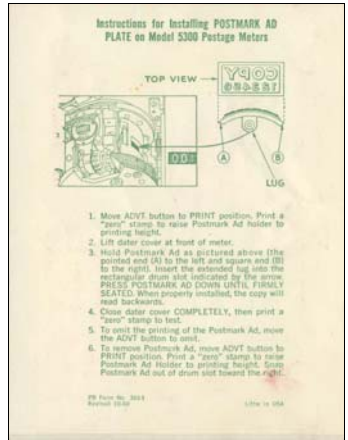 Instructions for Installing POSTMARK AD
PLATE on Model 5300 Postage Meters
TOP VIEW
COPY
A
B
LUG
1. Move ADVT button to PRINT position. Print a
"zero" stamp to raise Postmark Ad holder to
printing height.
2. Lift dater cover at front of meter.
3. Hold Postmark Ad as pictured above (the
pointed end (A) to the left and square end (B)
to the right). Insert the extended lug into the
rectangular drum slot indicated by the arrow.
PRESS POSTMARK AD DOWN UNTIL FIRMLY
SEATED. When properly installed, the copy will
read backwards.
4. Close dater cover COMPLETELY, then print a
"zero" stamp to test.
5. To omit the printing of the Postmark Ad, move
the ADVT button to omit.
6. To remove Postmark Ad, move ADVT button to
PRINT position. Print a "zero" stamp to raise
Postmark Ad Holder to printing height. Snap
Postmark Ad out of drum slot toward the right.
PB Form No.
Revised
Litho in USA